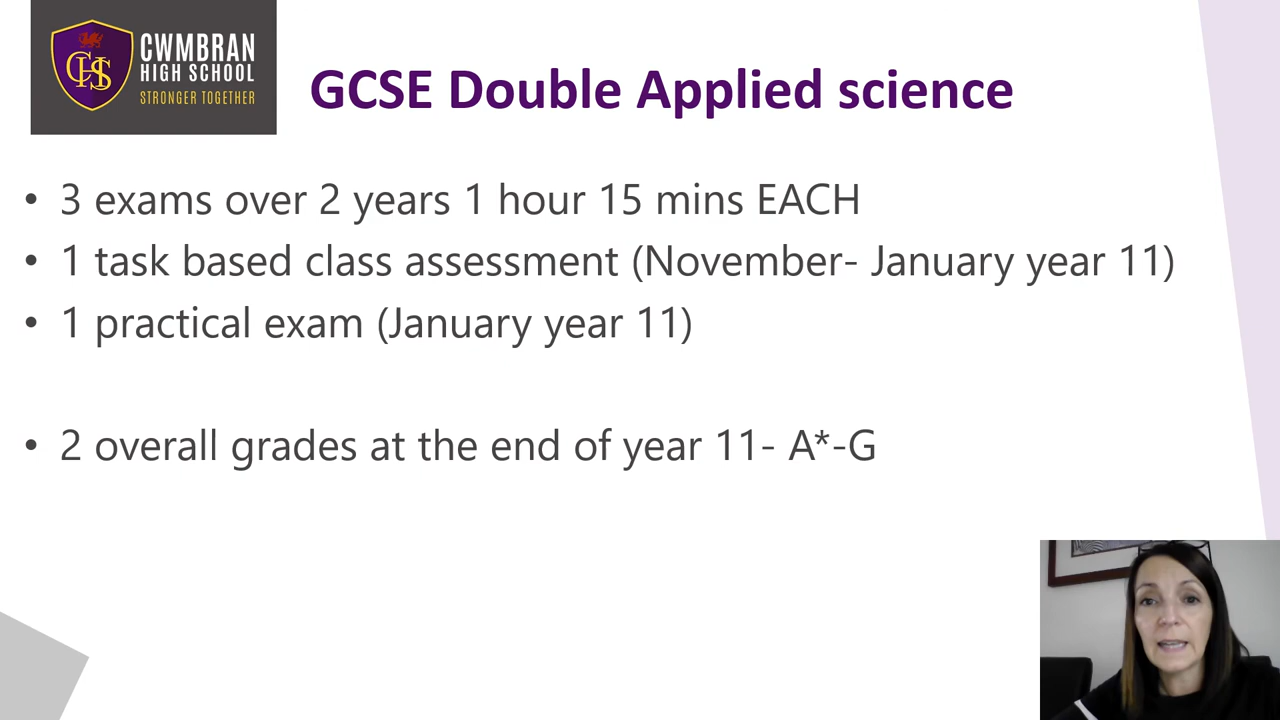 CWMBRAN
HIGH SCHOOL
STRONGER TOGETHER
CHS
GCSE Double Applied science
• 3 exams over 2 years 1 hour 15 mins EACH
• 1 task based class assessment (November- January year 11)
• 1 practical exam (January year 11)
• 2 overall grades at the end of year 11- A*-G